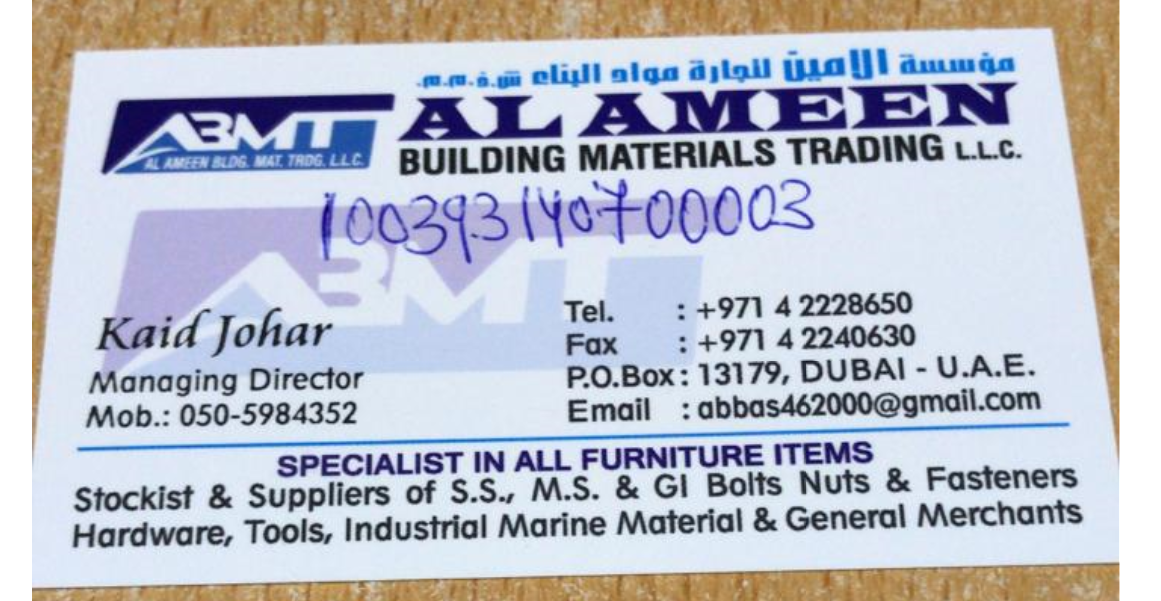 مؤسسة الامين لتجارة مواد البناء ش.ذ.م.م.
ABMT
AL AMEEN BLDG. MAT. TRDG. L.L.C.
AL AMEEN
BUILDING MATERIALS TRADING L.L.C.
100393140700003
ABMT
Kaid Johar
Managing Director
Mob.: 050-5984352
Tel. : +971 4 2228650
Fax : +971 4 2240630
P.O.Box : 13179, DUBAI - U.A.E.
Email : abbas462000@gmail.com
SPECIALIST IN ALL FURNITURE ITEMS
Stockist & Suppliers of S.S., M.S. & GI Bolts Nuts & Fasteners
Hardware, Tools, Industrial Marine Material & General Merchants